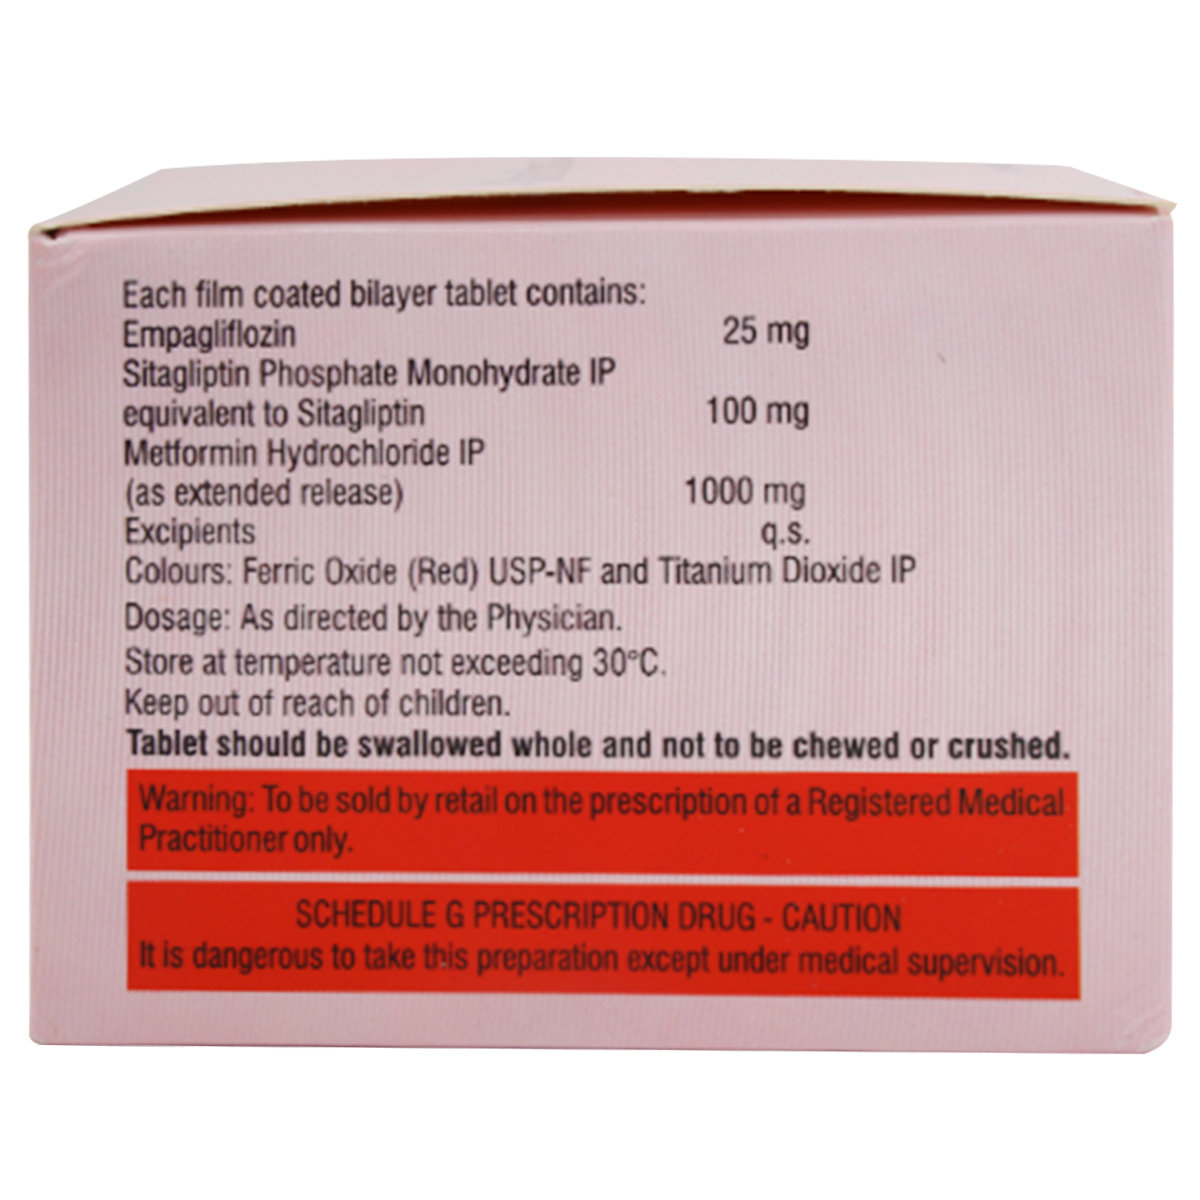 Each film coated bilayer tablet contains:
Empagliflozin 25 mg
Sitagliptin Phosphate Monohydrate IP
equivalent to Sitagliptin 100 mg
Metformin Hydrochloride IP
(as extended release) 1000 mg
Excipients q.s.
Colours: Ferric Oxide (Red) USP-NF and Titanium Dioxide IP
Dosage: As directed by the Physician.
Store at temperature not exceeding 30°C.
Keep out of reach of children.
Tablet should be swallowed whole and not to be chewed or crushed.
Warning: To be sold by retail on the prescription of a Registered Medical
Practitioner only.
SCHEDULE G PRESCRIPTION DRUG - CAUTION
It is dangerous to take this preparation except under medical supervision.